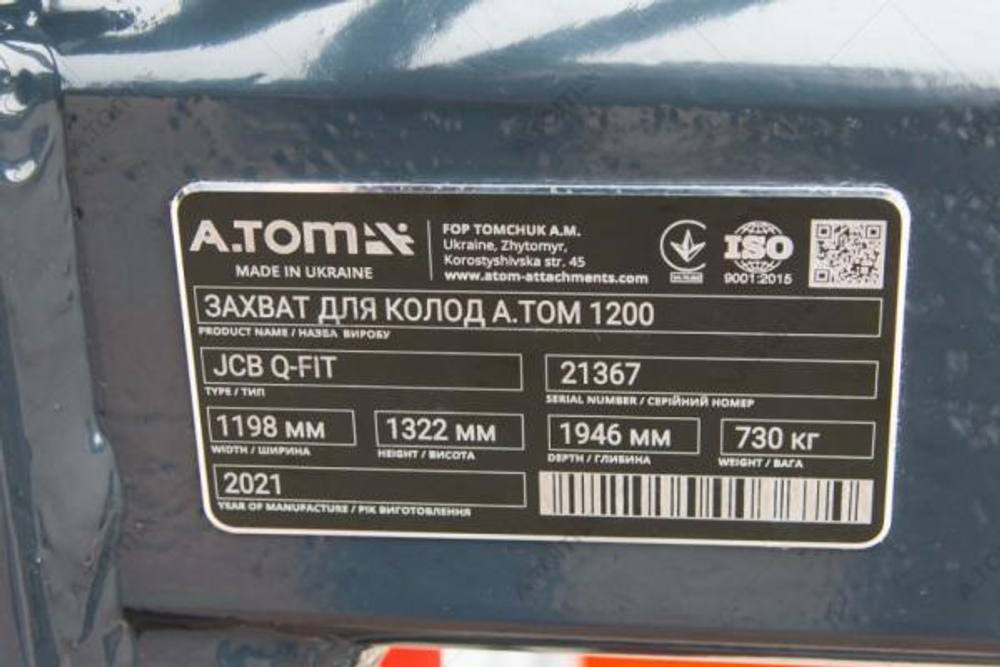 A.TOM
MADE IN UKRAINE
FOP TOMCHUK A.M.
Ukraine, Zhytomyr,
Korostyshivska str. 45
www.atom-attachments.com
ISO
9001:2015
ЗАХВАТ ДЛЯ КОЛОД А.ТОМ 1200
PRODUCT NAME / НАЗВА ВИРОБУ
JCB Q-FIT
TYPE / ТИП
21367
SERIAL NUMBER / СЕРІЙНИЙ НОМЕР
1198 мм
WIDTH / ШИРИНА
1322 мм
HEIGHT / ВИСОТА
1946 мм
DEPTH / ГЛИБИНА
730 кг
WEIGHT / ВАГА
2021
YEAR OF MANUFACTURE / РІК ВИГОТОВЛЕННЯ